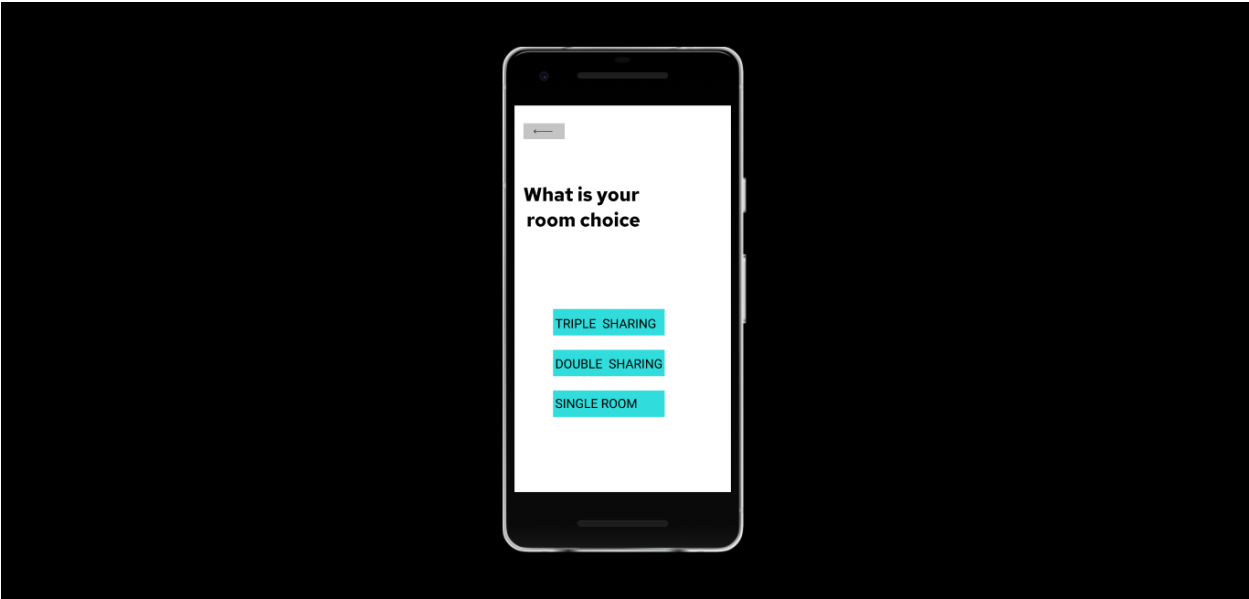 What is your
room choice
TRIPLE SHARING
DOUBLE SHARING
SINGLE ROOM